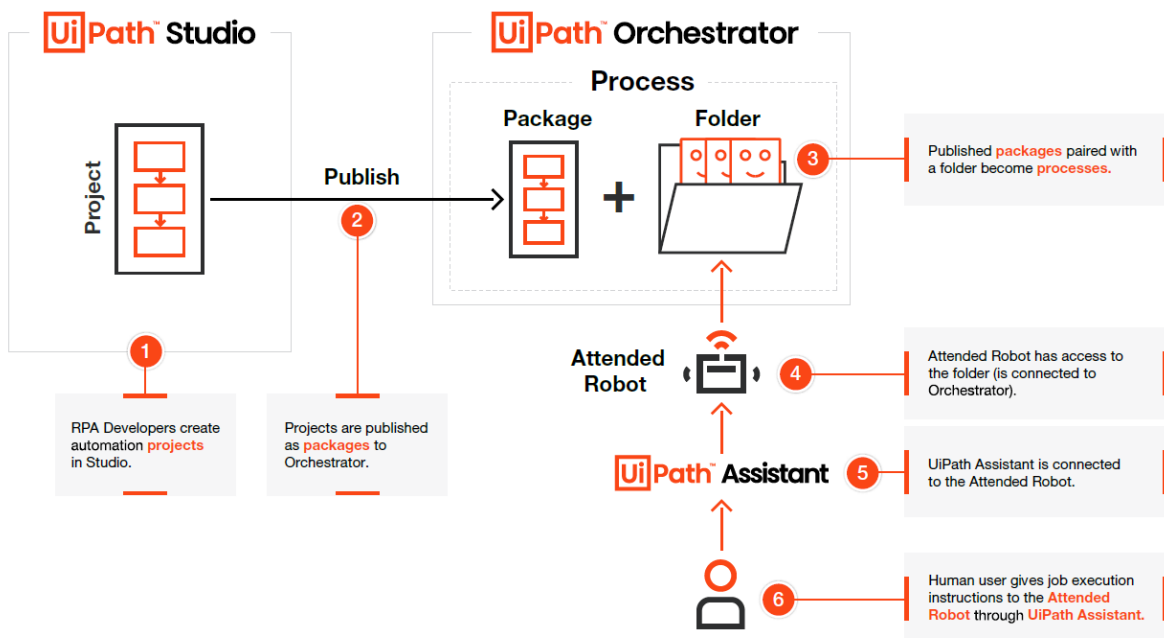 UiPath™ Studio
UiPath™ Orchestrator
Process
Package
Folder
Project
Publish
1
2
3
Published packages paired with
a folder become processes.
Attended
Robot
4
Attended Robot has access to
the folder (is connected to
Orchestrator).
RPA Developers create
automation projects
in Studio.
Projects are published
as packages to
Orchestrator.
UiPath™ Assistant
5
UiPath Assistant is connected
to the Attended Robot.
6
Human user gives job execution
instructions to the Attended
Robot through UiPath Assistant.